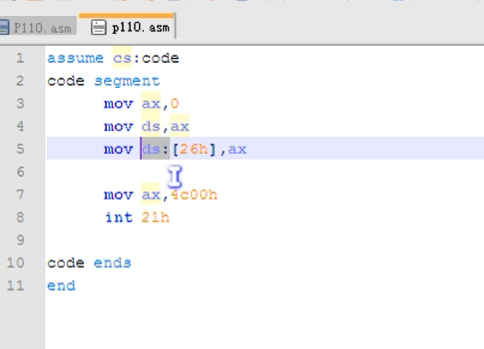 P110.asm p110.asm
1 assume cs:code
2 code segment
3 mov ax,0
4 mov ds,ax
5 mov ds:[26h],ax
6
7 mov ax,4c00h
8 int 21h
9
10 code ends
11 end